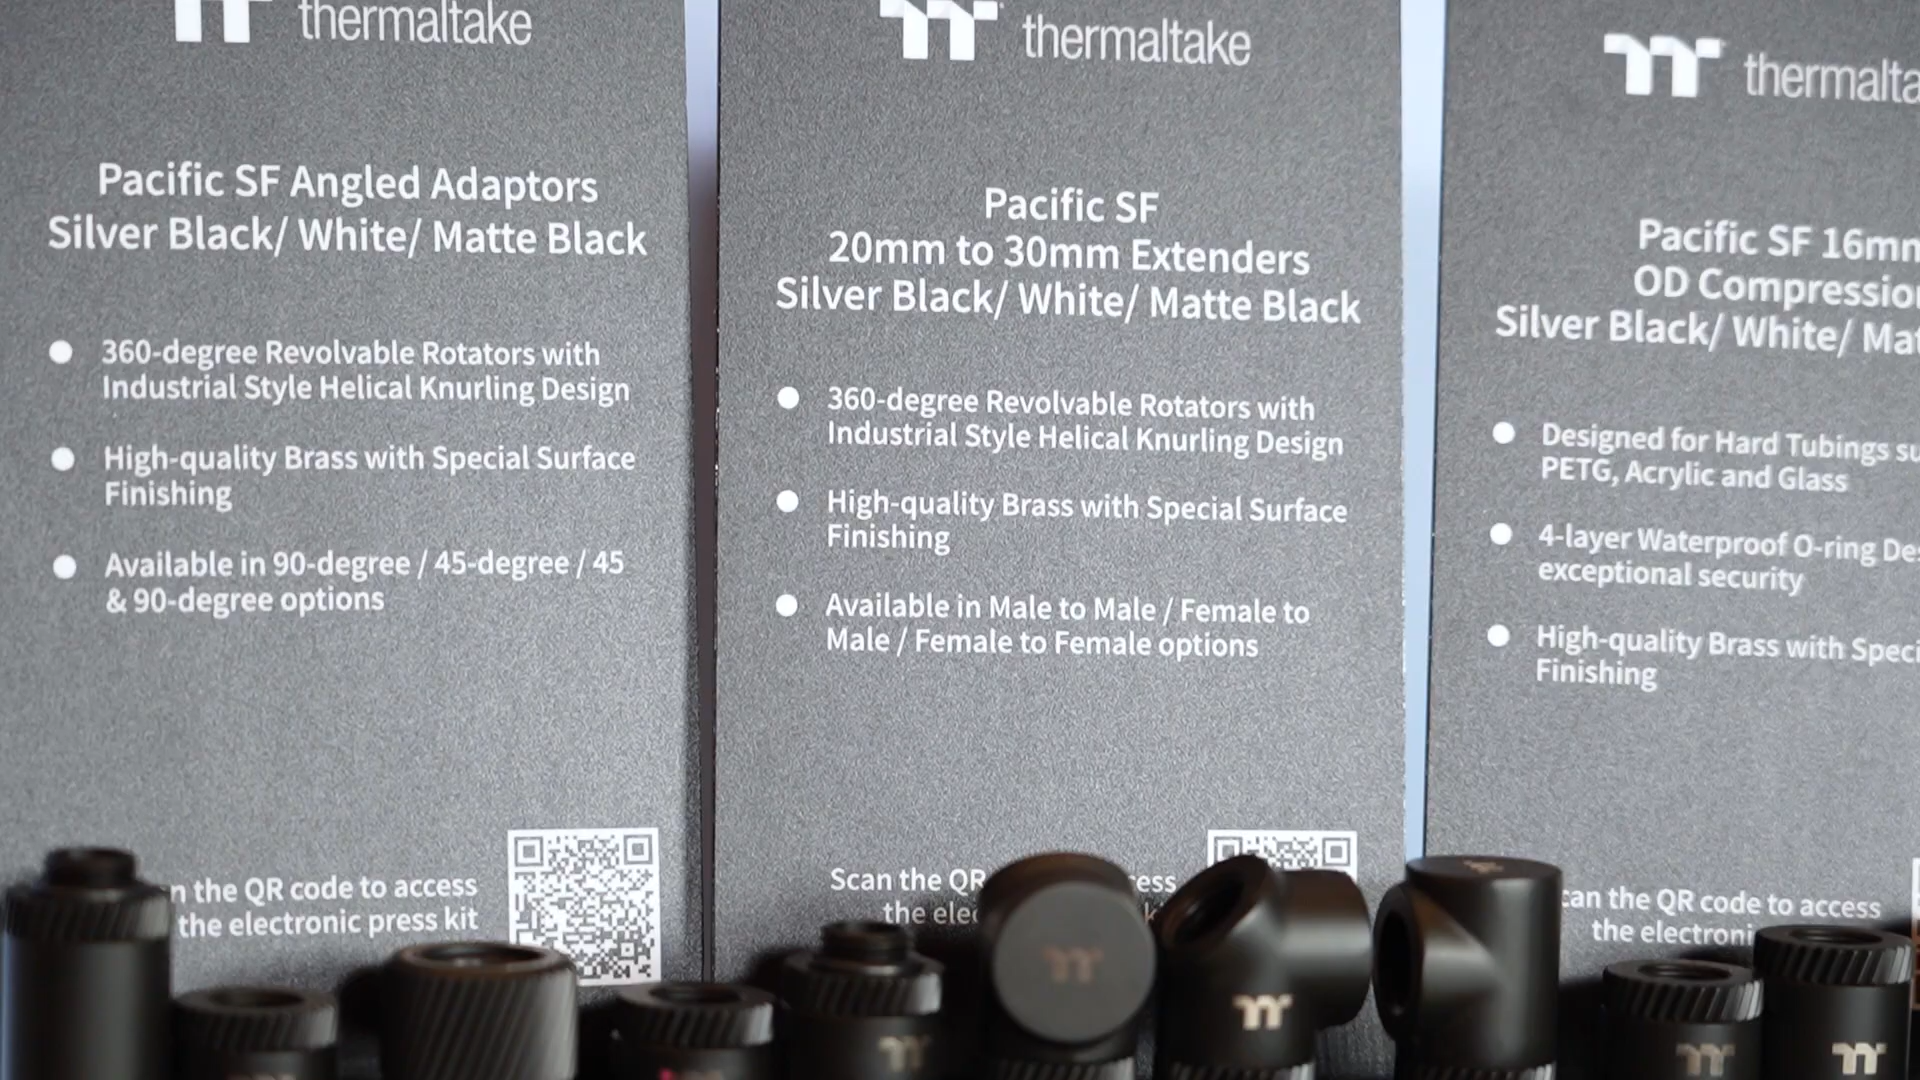 thermaltake
Pacific SF Angled Adaptors
Silver Black/ White/ Matte Black
360-degree Revolvable Rotators with
Industrial Style Helical Knurling Design
High-quality Brass with Special Surface
Finishing
Available in 90-degree / 45-degree / 45
& 90-degree options
the QR code to access
the electronic press kit
thermaltake
Pacific SF
20mm to 30mm Extenders
Silver Black/ White/ Matte Black
360-degree Revolvable Rotators with
Industrial Style Helical Knurling Design
High-quality Brass with Special Surface
Finishing
Available in Male to Male / Female to
Male / Female to Female options
Scan the QR
the
thermalta
Pacific SF 16mm
OD Compression
Silver Black/ White/ Mat
Designed for Hard Tubings su
PETG, Acrylic and Glass
4-layer Waterproof O-ring Des
exceptional security
High-quality Brass with Speci
Finishing
can the QR code to access
the electroni